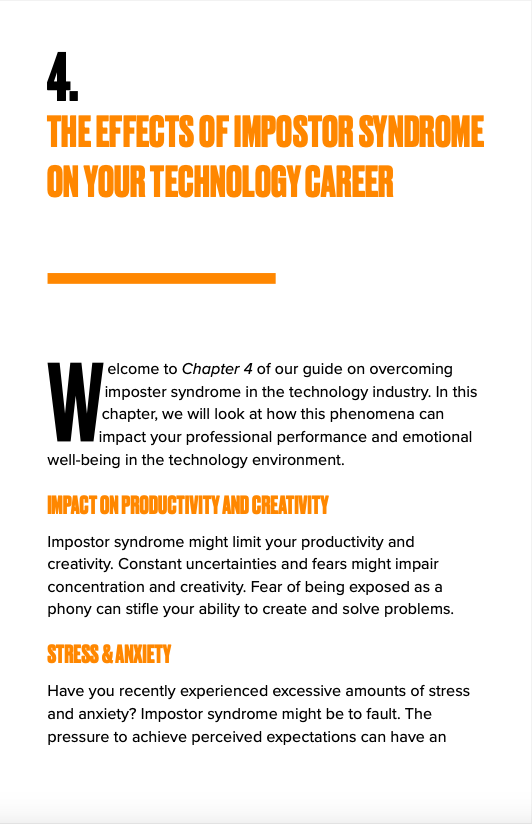 4.
THE EFFECTS OF IMPOSTOR SYNDROME
ON YOUR TECHNOLOGY CAREER
Welcome to Chapter 4 of our guide on overcoming
imposter syndrome in the technology industry. In this
chapter, we will look at how this phenomena can
impact your professional performance and emotional
well-being in the technology environment.
IMPACT ON PRODUCTIVITY AND CREATIVITY
Impostor syndrome might limit your productivity and
creativity. Constant uncertainties and fears might impair
concentration and creativity. Fear of being exposed as a
phony can stifle your ability to create and solve problems.
STRESS & ANXIETY
Have you recently experienced excessive amounts of stress
and anxiety? Impostor syndrome might be to fault. The
pressure to achieve perceived expectations can have an